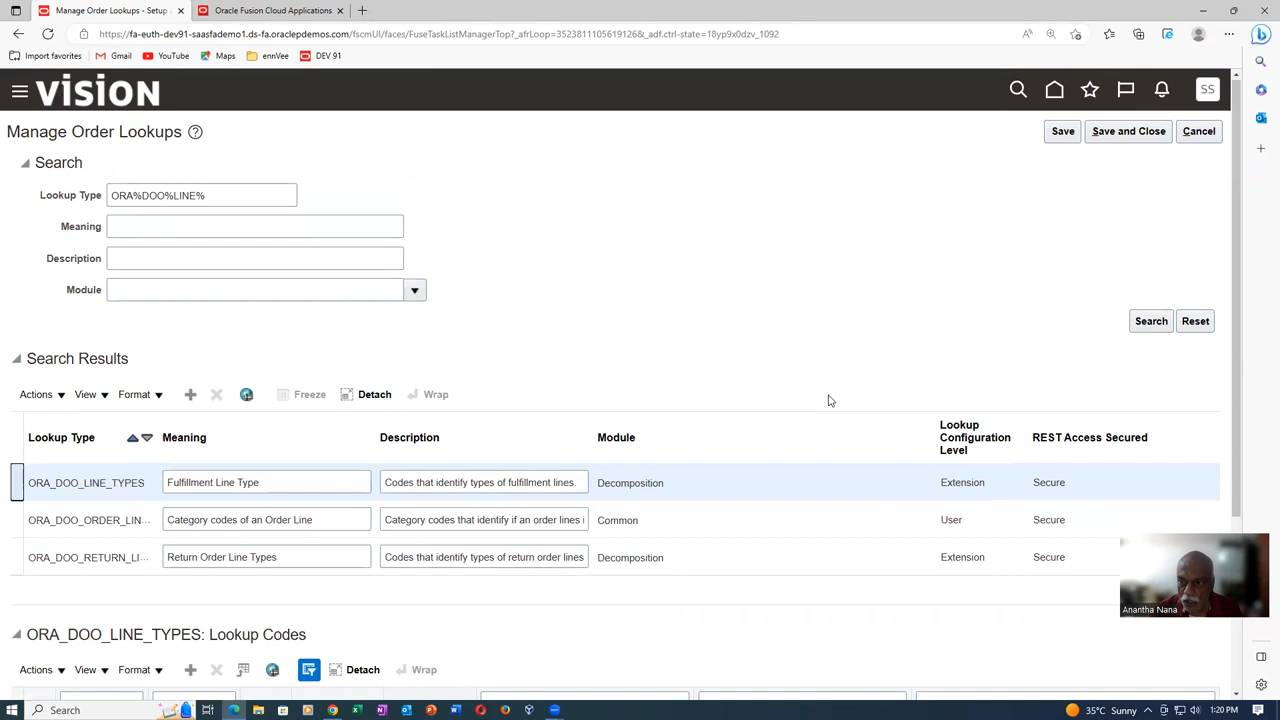 Manage Order Lookups - Setup a
Oracle Fusion Cloud Applications
https://fa-euth-dev91-saasfademo1.ds-fa.oraclepdemos.com/fscmUI/faces/FuseTaskListManagerTop?_afrLoop=35238111056191​26&_adf.ctrl-state=18yp9x0dzv_1092
Import favorites
Gmail
YouTube
Maps
ennVee
DEV 91
VISION
SS
Manage Order Lookups
Save
Save and Close
Cancel
Search
Lookup Type
ORA%DOO%LINE%
Meaning
Description
Module
Search
Reset
Search Results
Actions
View
Format
Freeze
Detach
Wrap
Lookup Type
Meaning
Description
Module
Lookup Configuration Level
REST Access Secured
ORA_DOO_LINE_TYPES
Fulfillment Line Type
Codes that identify types of fulfillment lines.
Decomposition
Extension
Secure
ORA_DOO_ORDER_LIN...
Category codes of an Order Line
Category codes that identify if an order lines i
Common
User
Secure
ORA_DOO_RETURN_LI...
Return Order Line Types
Codes that identify types of return order lines
Decomposition
Extension
Secure
Anantha Nana
ORA_DOO_LINE_TYPES: Lookup Codes
Actions
View
Format
Detach
Wrap
Search
35°C Sunny
1:20 PM